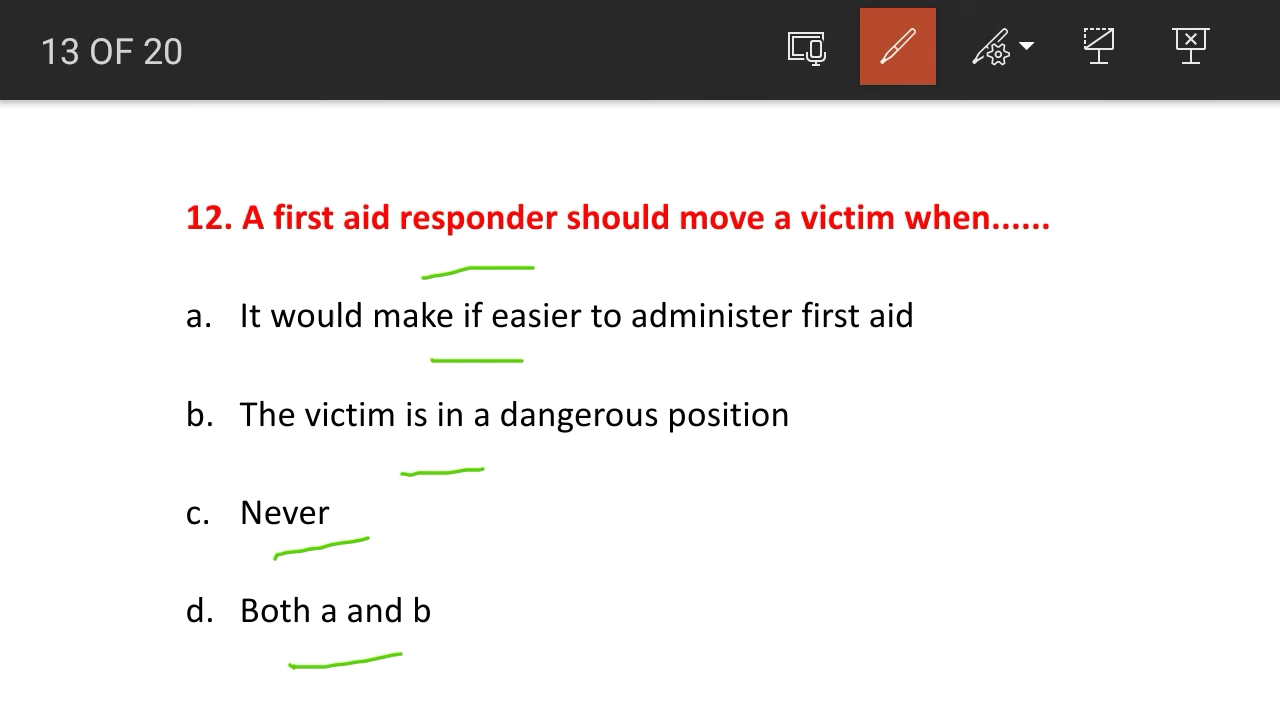 13 OF 20
12. A first aid responder should move a victim when......
a. It would make if easier to administer first aid
b. The victim is in a dangerous position
c. Never
d. Both a and b